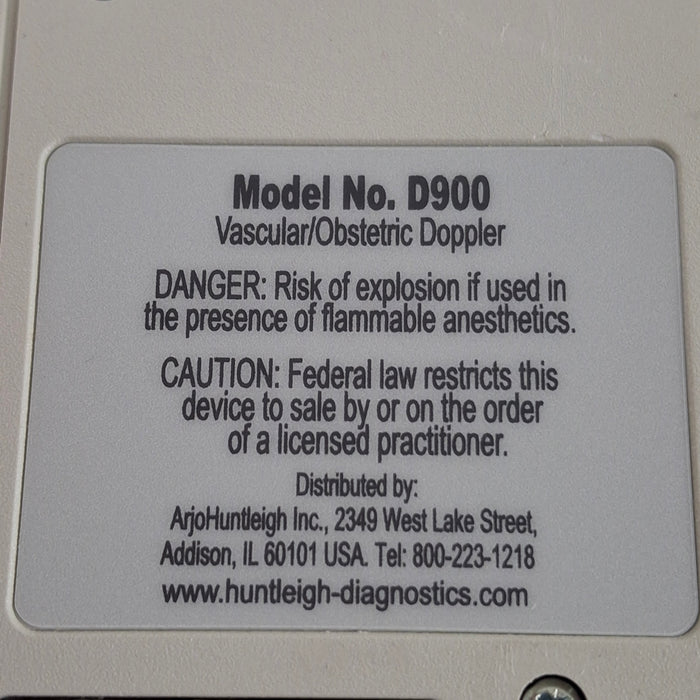 Model No. D900
Vascular/Obstetric Doppler
DANGER: Risk of explosion if used in
the presence of flammable anesthetics.
CAUTION: Federal law restricts this
device to sale by or on the order
of a licensed practitioner.
Distributed by:
ArjoHuntleigh Inc., 2349 West Lake Street,
Addison, IL 60101 USA. Tel: 800-223-1218
www.huntleigh-diagnostics.com